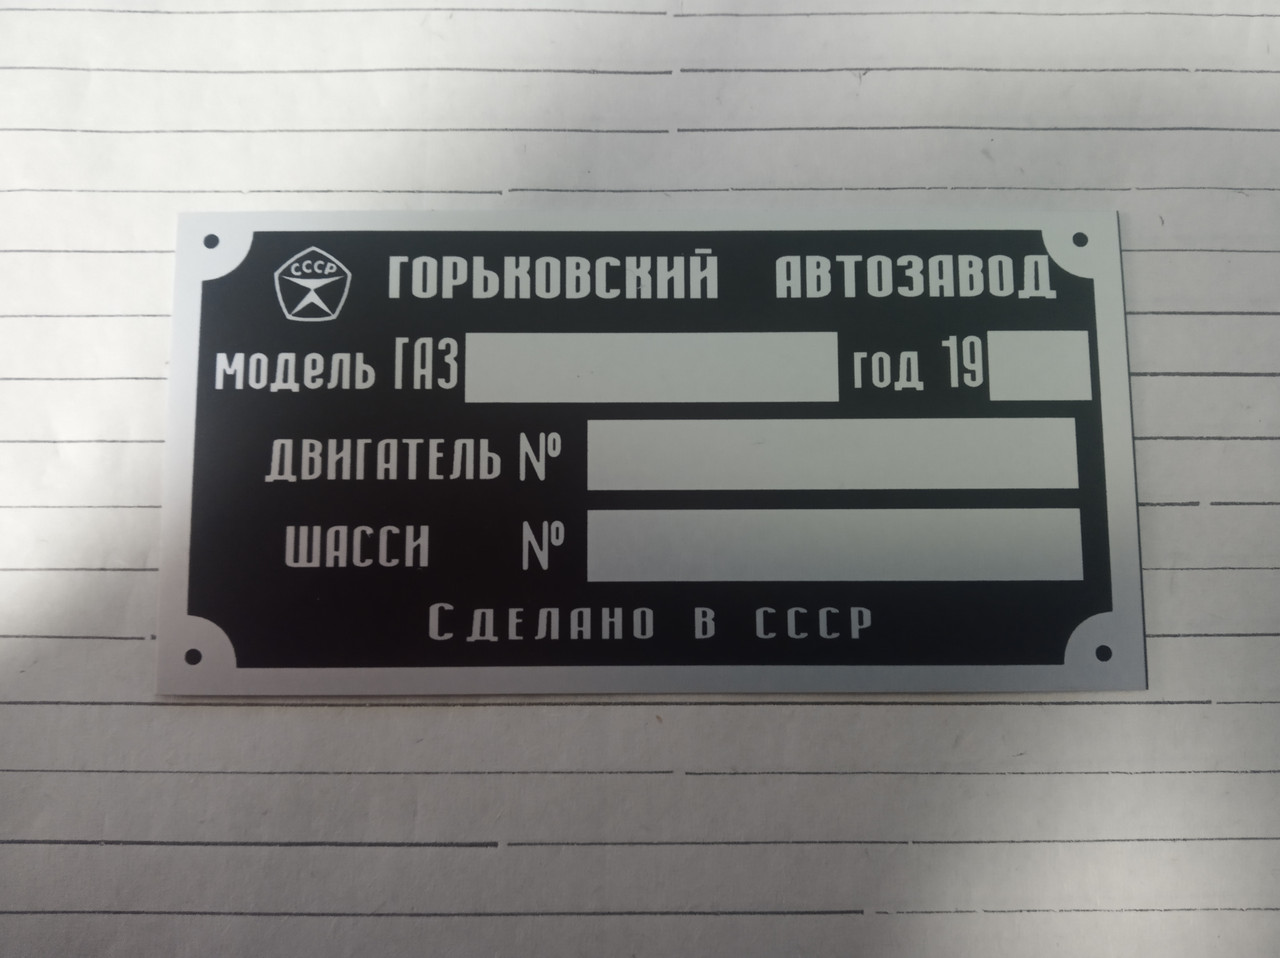 СССР
ГОРЬКОВСКИЙ АВТОЗАВОД
модель ГАЗ год 19
ДВИГАТЕЛЬ №
ШАССИ №
Сделано в СССР